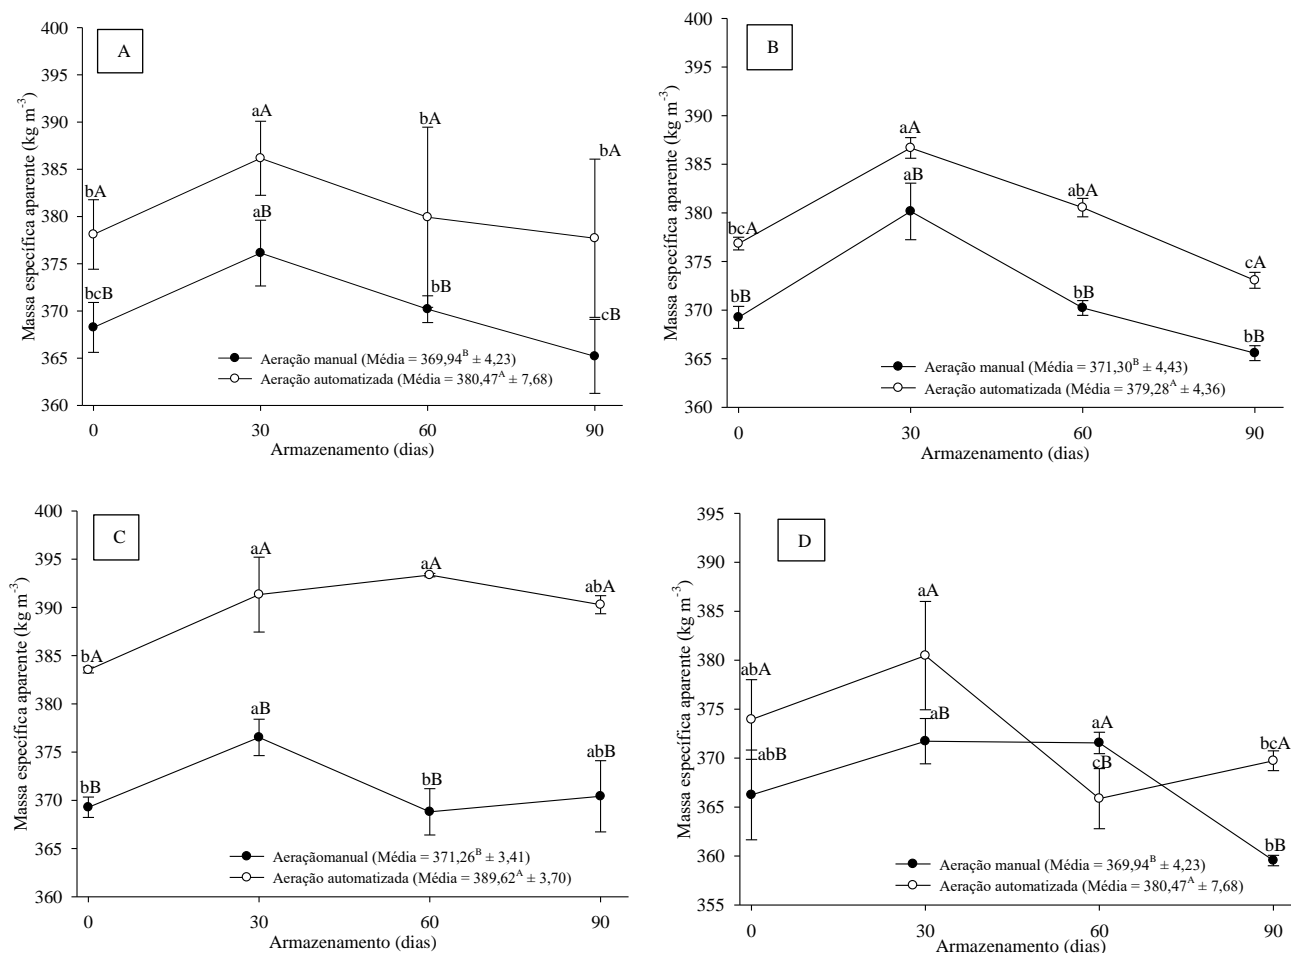 A
Massa específica aparente (kg m⁻³)
400
395
390
385
380
375
370
365
360
bA
aA
bA
bA
bcB
aB
bB
cB
Aeração manual (Média = 369,94ᴮ ± 4,23)
Aeração automatizada (Média = 380,47ᴬ ± 7,68)
0 30 60 90
Armazenamento (dias)
B
Massa específica aparente (kg m⁻³)
400
395
390
385
380
375
370
365
360
bcA
aA
abA
cA
bB
aB
bB
bB
Aeração manual (Média = 371,30ᴮ ± 4,43)
Aeração automatizada (Média = 379,28ᴬ ± 4,36)
0 30 60 90
Armazenamento (dias)
C
Massa específica aparente (kg m⁻³)
400
395
390
385
380
375
370
365
360
bA
aA
aA
abA
bB
aB
bB
abB
Aeraçãomanual (Média = 371,26ᴮ ± 3,41)
Aeração automatizada (Média = 389,62ᴬ ± 3,70)
0 30 60 90
Armazenamento (dias)
D
Massa específica aparente (kg m⁻³)
395
390
385
380
375
370
365
360
355
abA
aA
cB
bcA
abB
aB
aA
bB
Aeração manual (Média = 369,94ᴮ ± 4,23)
Aeração automatizada (Média = 380,47ᴬ ± 7,68)
0 30 60 90
Armazenamento (dias)